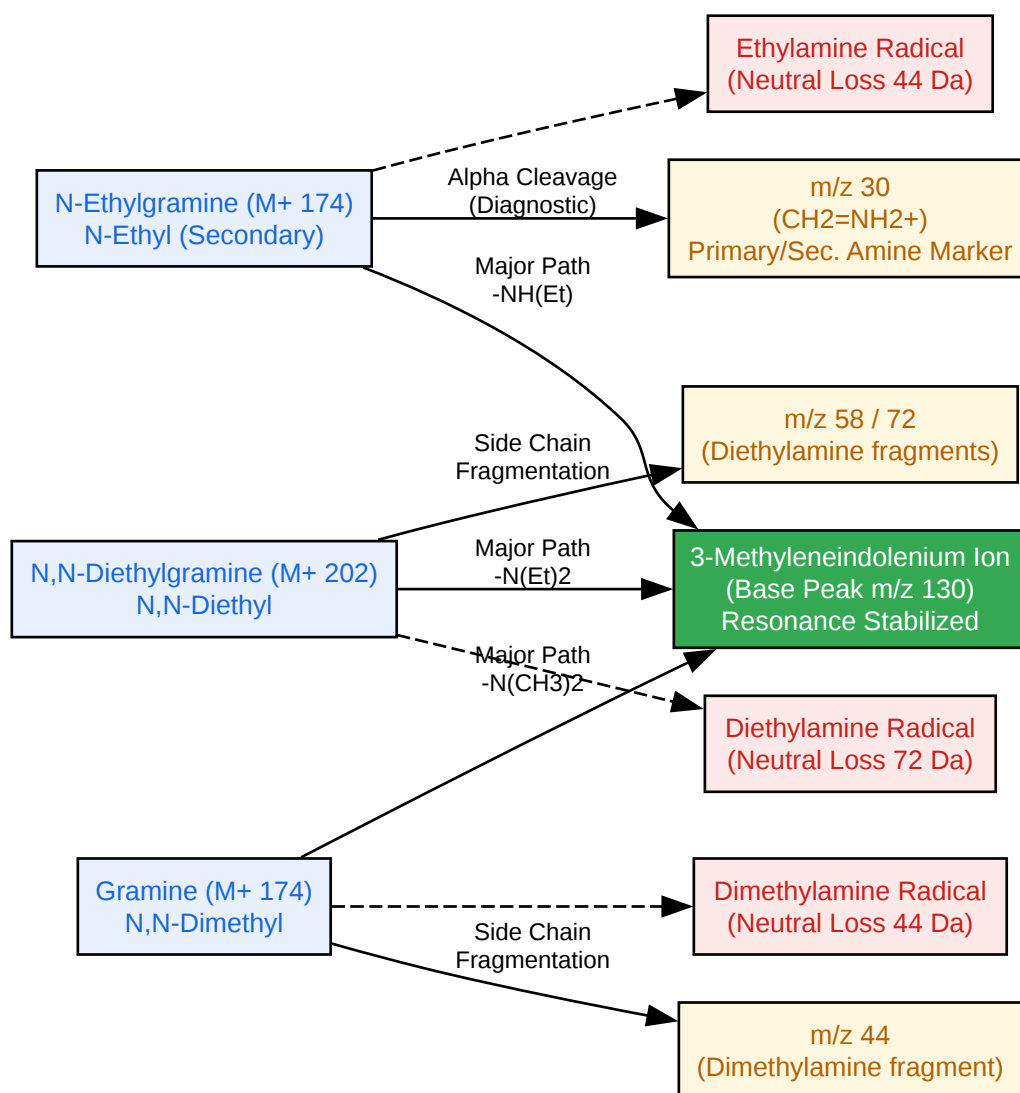 Ethylamine Radical
(Neutral Loss 44 Da)
N-Ethylgramine (M+ 174)
N-Ethyl (Secondary)
Alpha Cleavage
(Diagnostic)
m/z 30
(CH2=NH2+)
Primary/Sec. Amine Marker
Major Path
-NH(Et)
m/z 58 / 72
(Diethylamine fragments)
Side Chain
Fragmentation
N,N-Diethylgramine (M+ 202)
N,N-Diethyl
Major Path
-N(Et)2
3-Methyleneindolenium Ion
(Base Peak m/z 130)
Resonance Stabilized
Major Path
-N(CH3)2
Diethylamine Radical
(Neutral Loss 72 Da)
Gramine (M+ 174)
N,N-Dimethyl
Dimethylamine Radical
(Neutral Loss 44 Da)
Side Chain
Fragmentation
m/z 44
(Dimethylamine fragment)